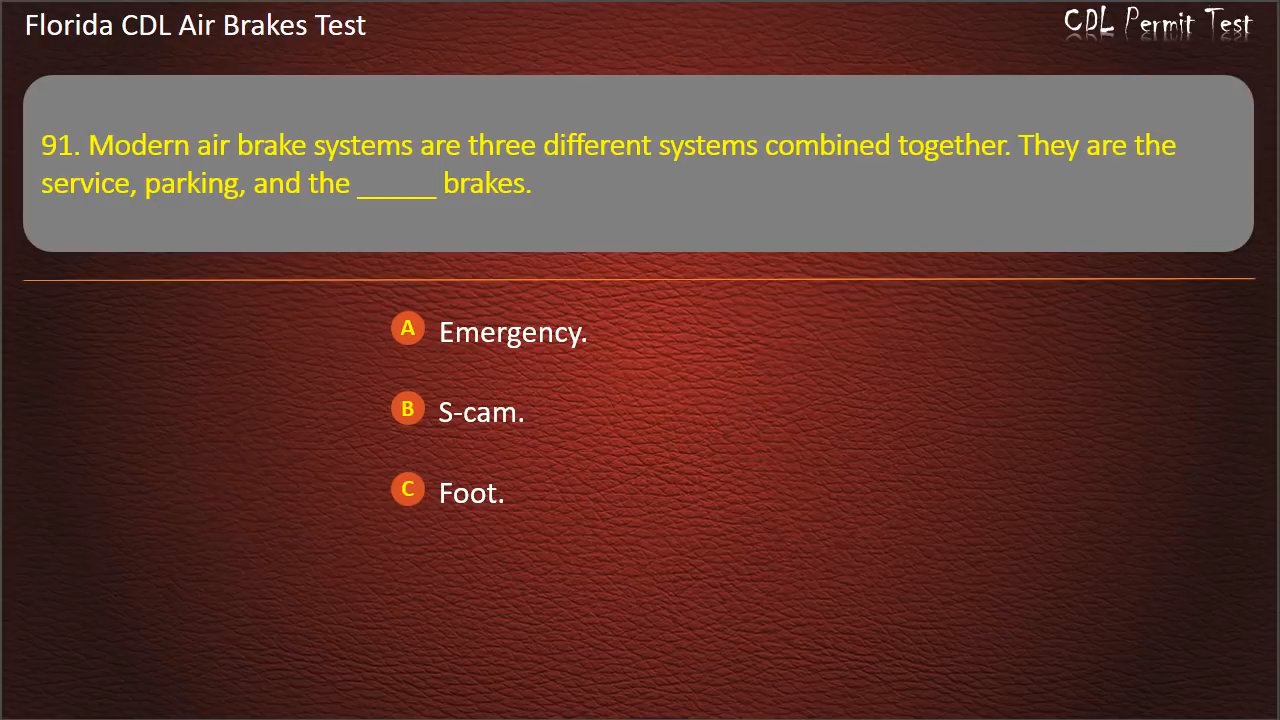 Florida CDL Air Brakes Test
CDL Permit Test
91. Modern air brake systems are three different systems combined together. They are the
service, parking, and the _____ brakes.
A Emergency.
B S-cam.
C Foot.